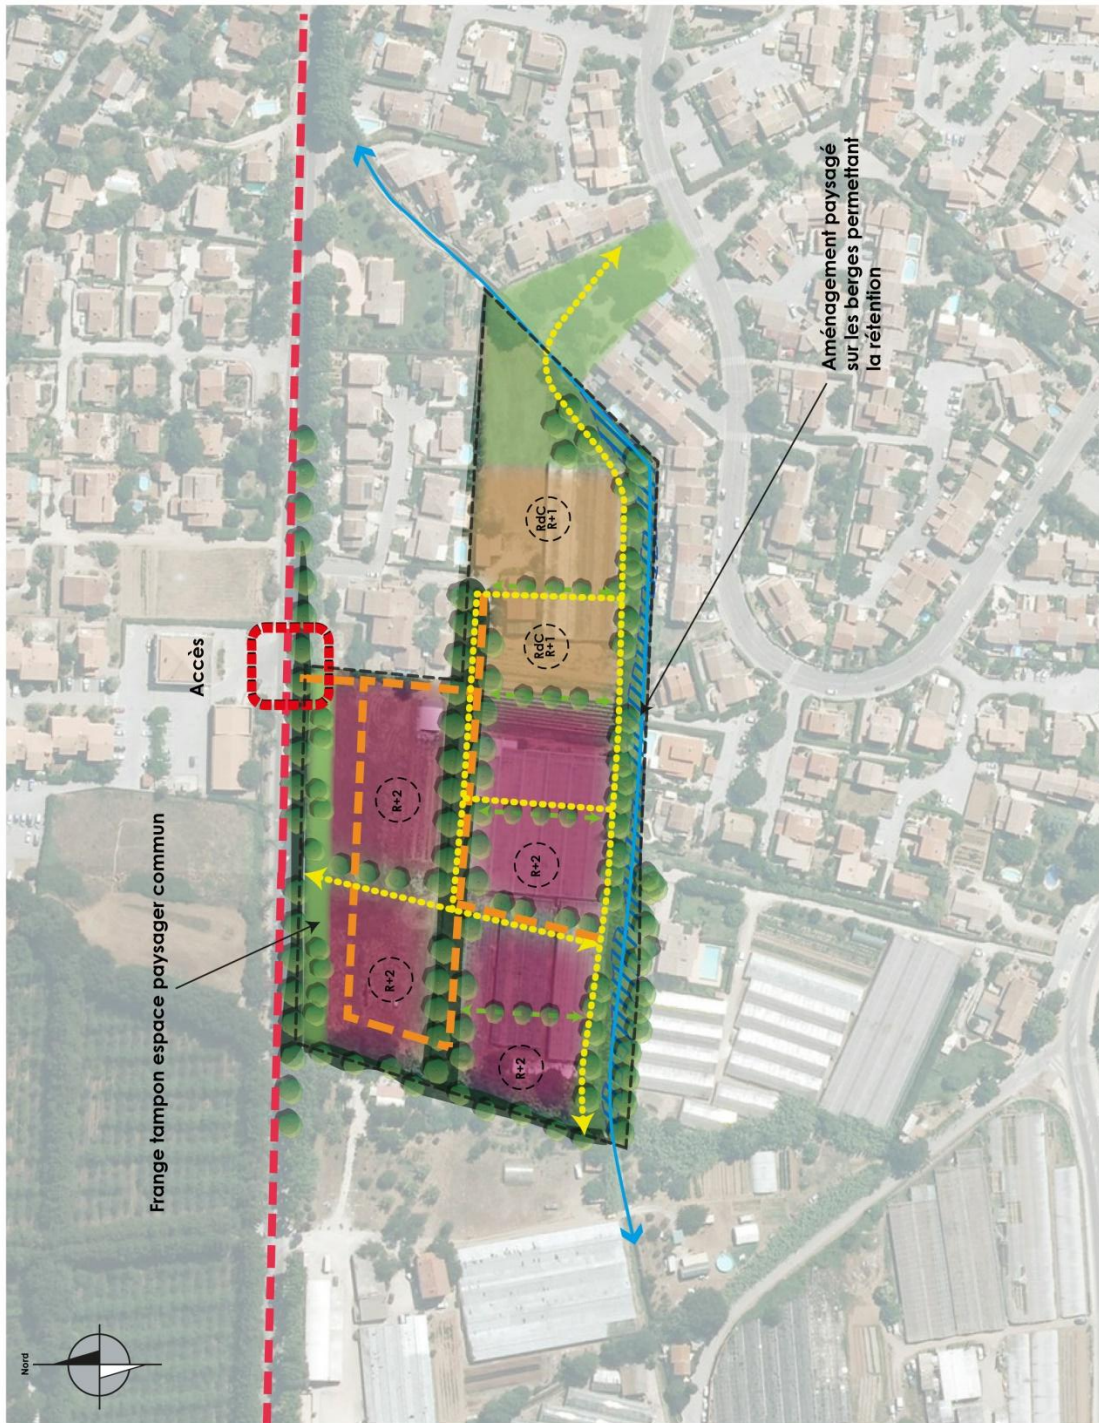 Nord
Frange tampon espace paysager commun
Accès
R+2
R+2
RdC
R+1
RdC
R+1
R+2
R+2
Aménagement paysagé
sur les berges permettant
la rétention